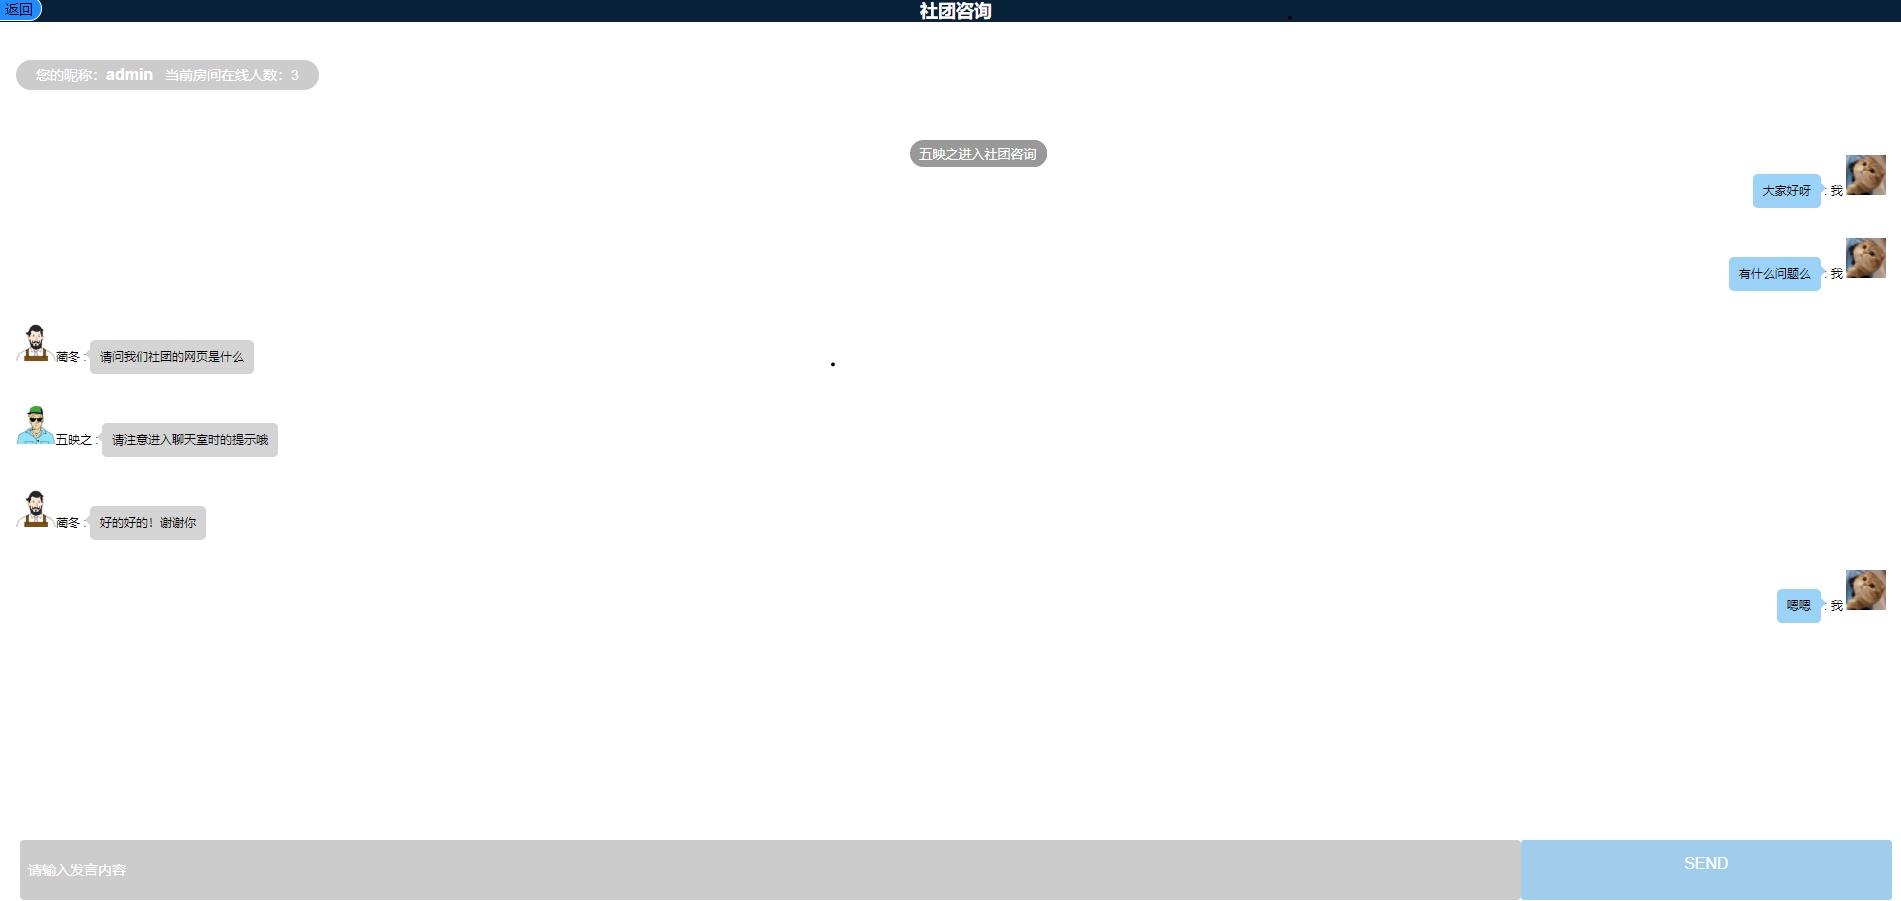 返回
社团咨询
您的昵称：admin 当前房间在线人数：3
五映之进入社团咨询
大家好呀 : 我
有什么问题么 : 我
蔺冬 : 请问我们社团的网页是什么
五映之 : 请注意进入聊天室时的提示哦
蔺冬 : 好的好的！谢谢你
嗯嗯 : 我
请输入发言内容
SEND